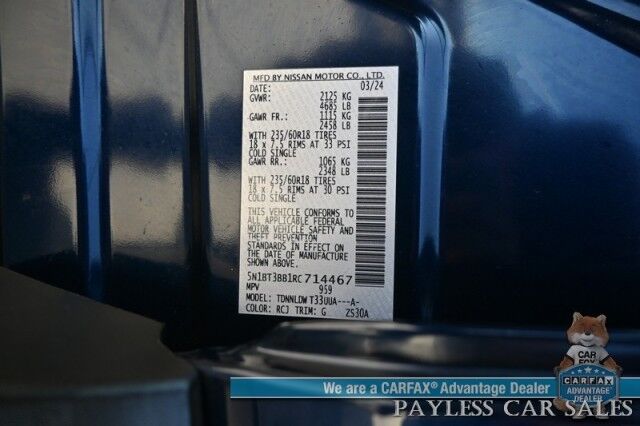 MFD BY NISSAN MOTOR CO., LTD.
DATE: 03/24
GVWR: 2125 KG
4685 LB
GAWR FR.: 1115 KG
2458 LB
WITH 235/60R18 TIRES
18 x 7.5 RIMS AT 33 PSI
COLD SINGLE
GAWR RR.: 1065 KG
2348 LB
WITH 235/60R18 TIRES
18 x 7.5 RIMS AT 30 PSI
COLD SINGLE
THIS VEHICLE CONFORMS TO
ALL APPLICABLE FEDERAL
MOTOR VEHICLE SAFETY AND
THEFT PREVENTION
STANDARDS IN EFFECT ON
THE DATE OF MANUFACTURE
SHOWN ABOVE.
5N1BT3BB1RC714467
MPV 959
MODEL: TDNNLDW T33UUA---A-
COLOR: RCJ TRIM: G ZS30A
CAR
FOX
We are a CARFAX® Advantage Dealer
CARFAX
ADVANTAGE
DEALER
PAYLESS CAR SALES